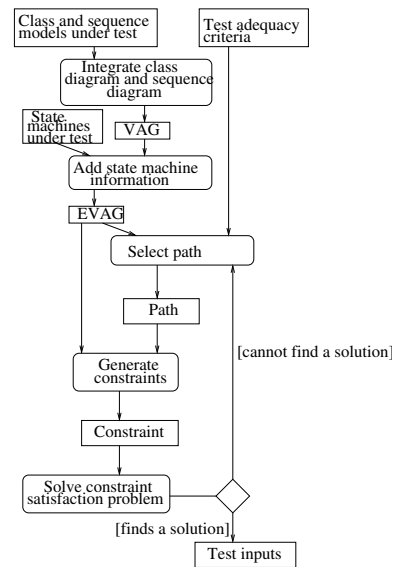 Class and sequence
models under test
Test adequacy
criteria
Integrate class
diagram and sequence
diagram
State
machines
under test
VAG
Add state machine
information
EVAG
Select path
Path
[cannot find a solution]
Generate
constraints
Constraint
Solve constraint
satisfaction problem
[finds a solution]
Test inputs